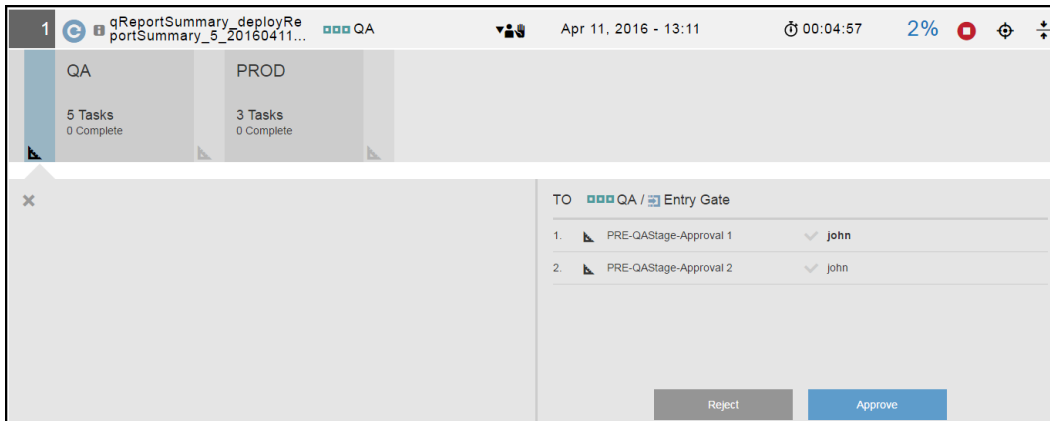 1
qReportSummary_deployRe
portSummary_5_20160411...
QA
Apr 11, 2016 - 13:11
00:04:57
2%
QA
5 Tasks
0 Complete
PROD
3 Tasks
0 Complete
TO QA / Entry Gate
1. PRE-QAStage-Approval 1 john
2. PRE-QAStage-Approval 2 john
Reject
Approve